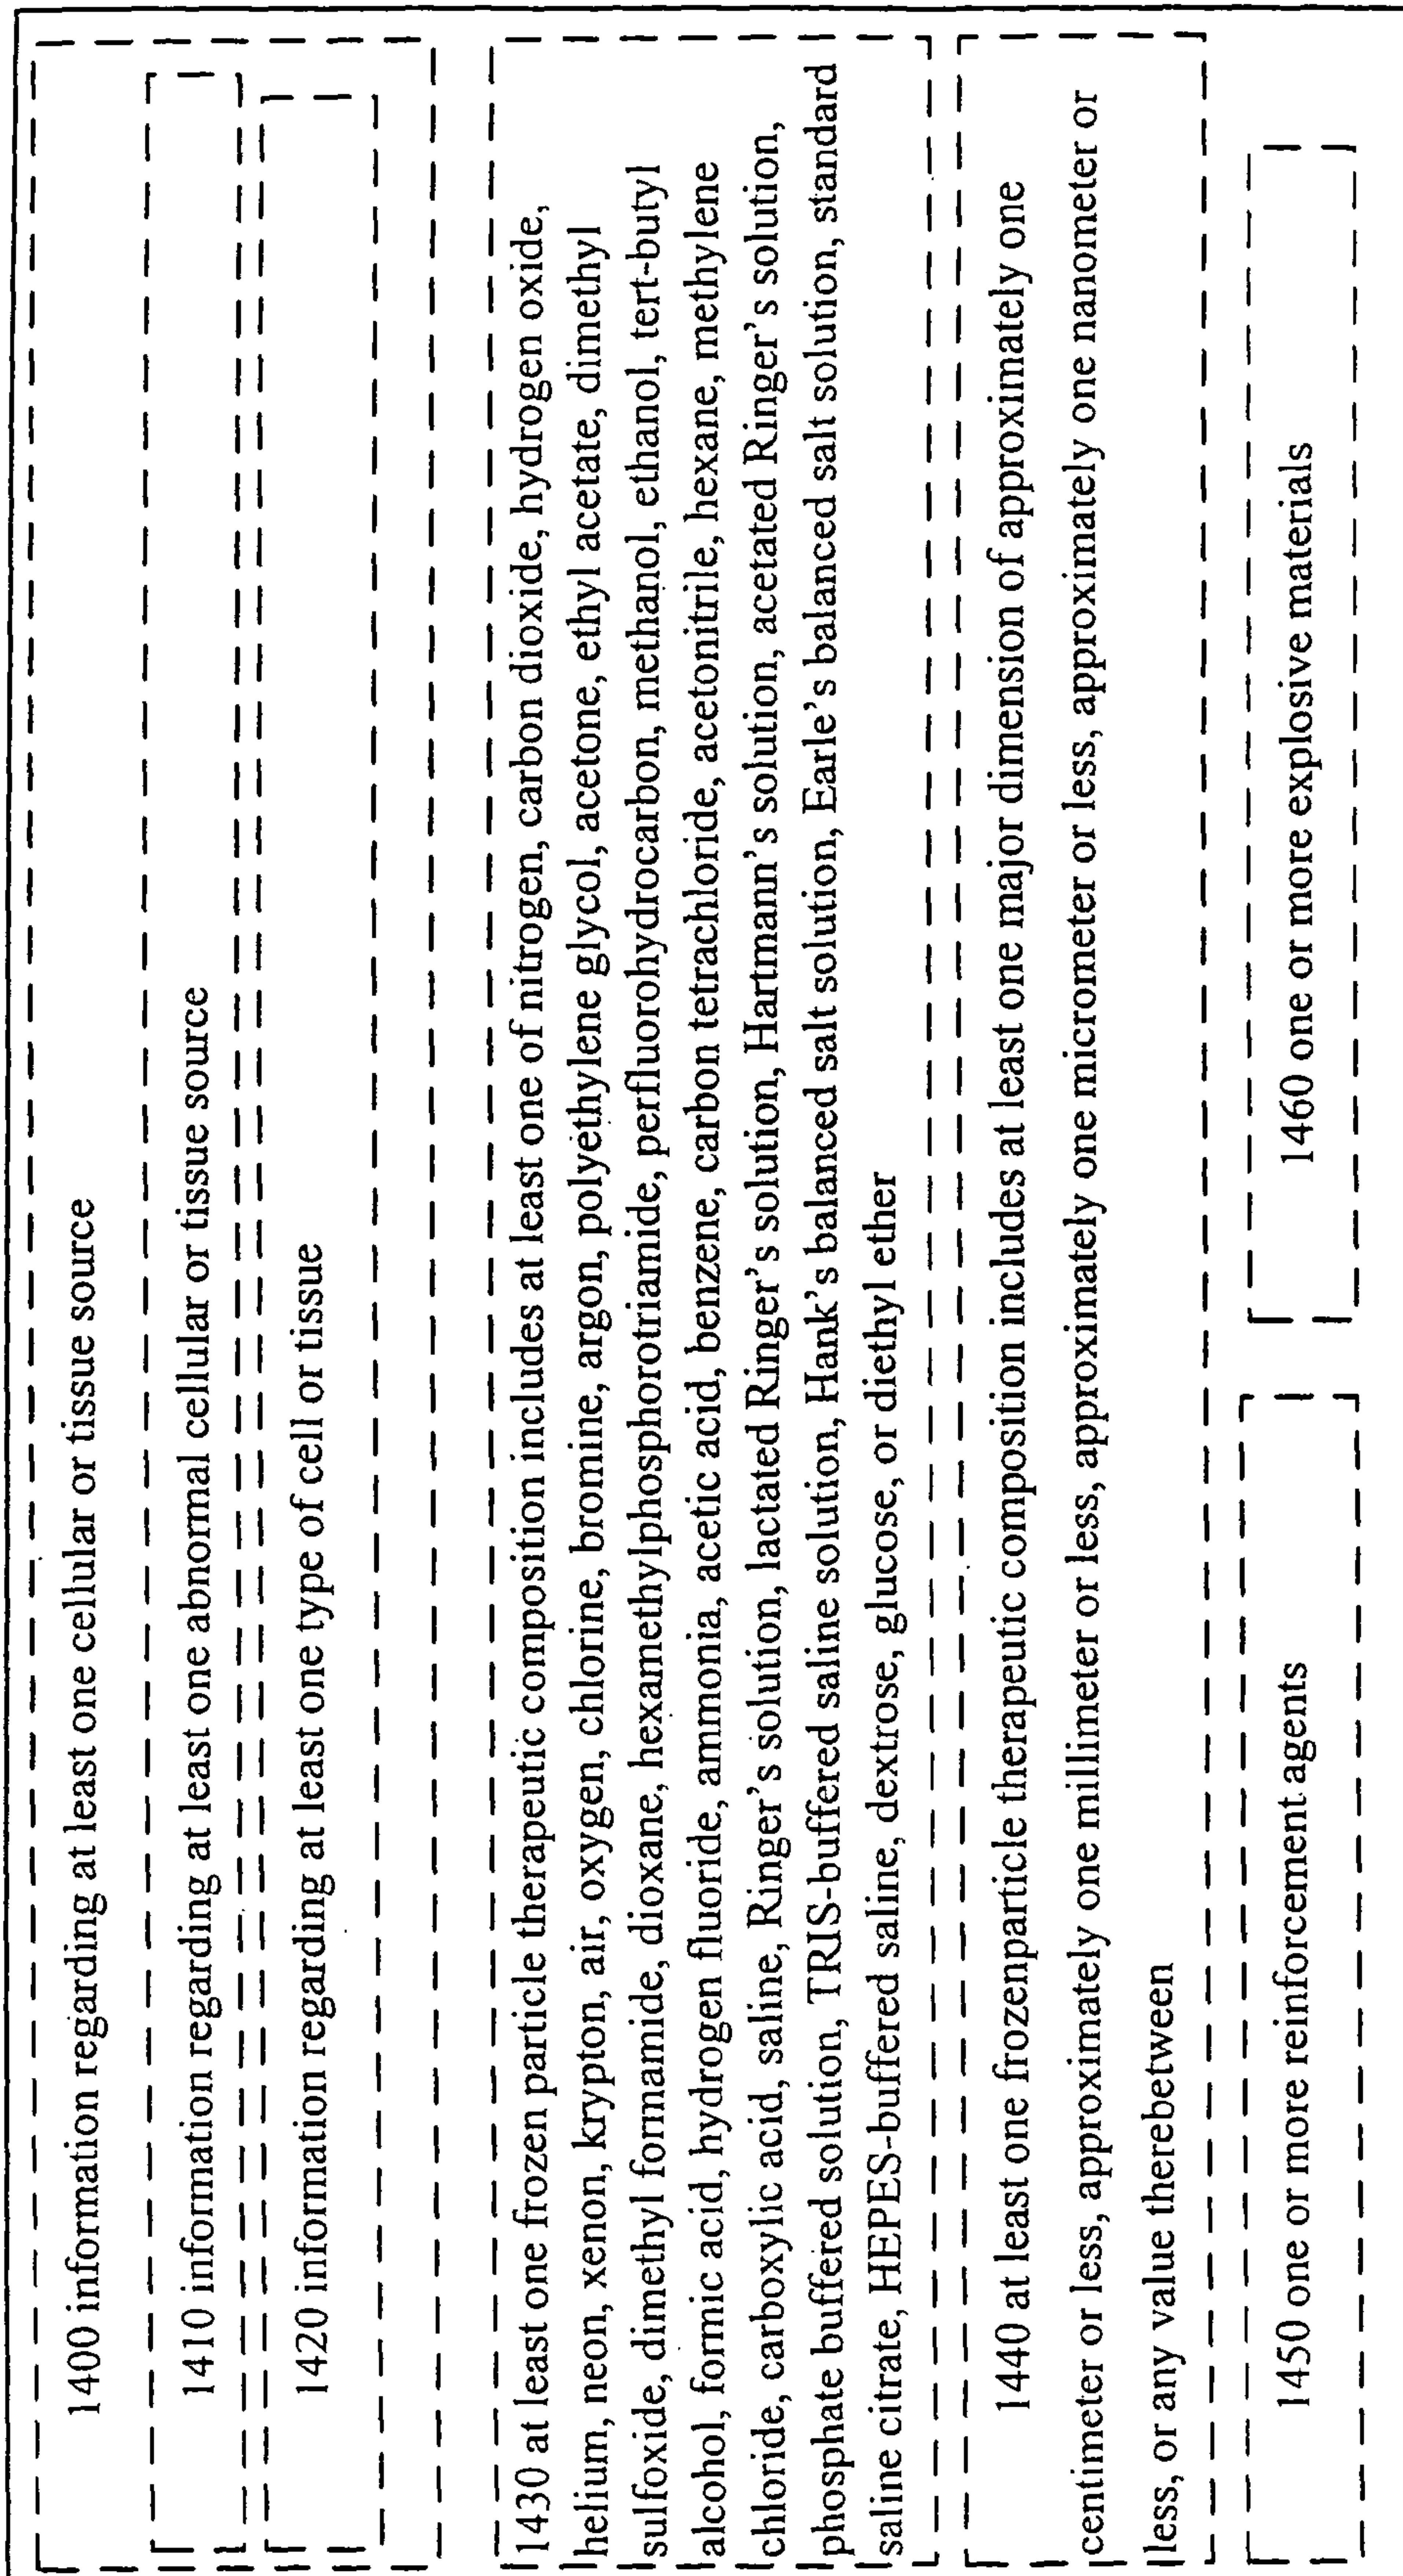 1400 information regarding at least one cellular or tissue source
1410 information regarding at least one abnormal cellular or tissue source
1420 information regarding at least one type of cell or tissue
1430 at least one frozen particle therapeutic composition includes at least one of nitrogen, carbon dioxide, hydrogen oxide,
helium, neon, xenon, krypton, air, oxygen, chlorine, bromine, argon, polyethylene glycol, acetone, ethyl acetate, dimethyl
sulfoxide, dimethyl formamide, dioxane, hexamethylphosphorotriamide, perfluorohydrocarbon, methanol, ethanol, tert-butyl
alcohol, formic acid, hydrogen fluoride, ammonia, acetic acid, benzene, carbon tetrachloride, acetonitrile, hexane, methylene
chloride, carboxylic acid, saline, Ringer's solution, lactated Ringer's solution, Hartmann's solution, acetated Ringer's solution,
phosphate buffered solution, TRIS-buffered saline solution, Hank's balanced salt solution, Earle's balanced salt solution, standard
saline citrate, HEPES-buffered saline, dextrose, glucose, or diethyl ether
1440 at least one frozenparticle therapeutic composition includes at least one major dimension of approximately one
centimeter or less, approximately one millimeter or less, approximately one micrometer or less, approximately one nanometer or
less, or any value therebetween
1450 one or more reinforcement agents
1460 one or more explosive materials